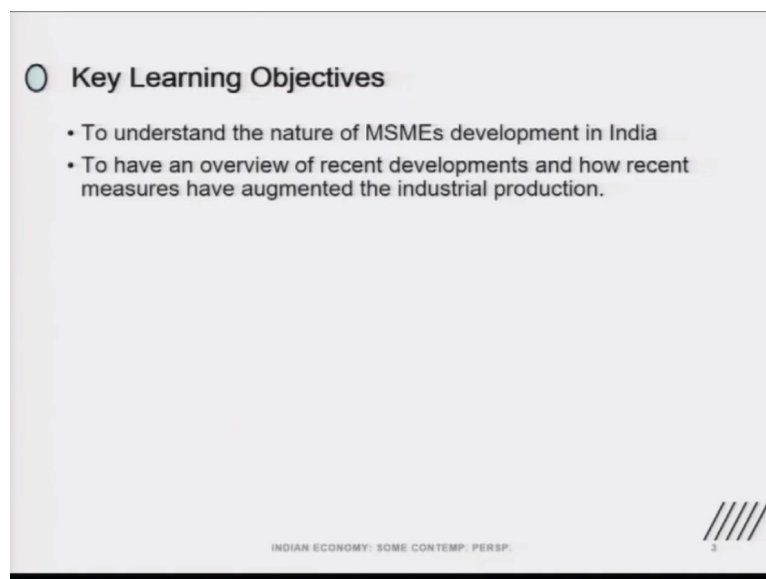 Key Learning Objectives
• To understand the nature of MSMEs development in India
• To have an overview of recent developments and how recent
measures have augmented the industrial production.
INDIAN ECONOMY: SOME CONTEMP. PERSP.
3